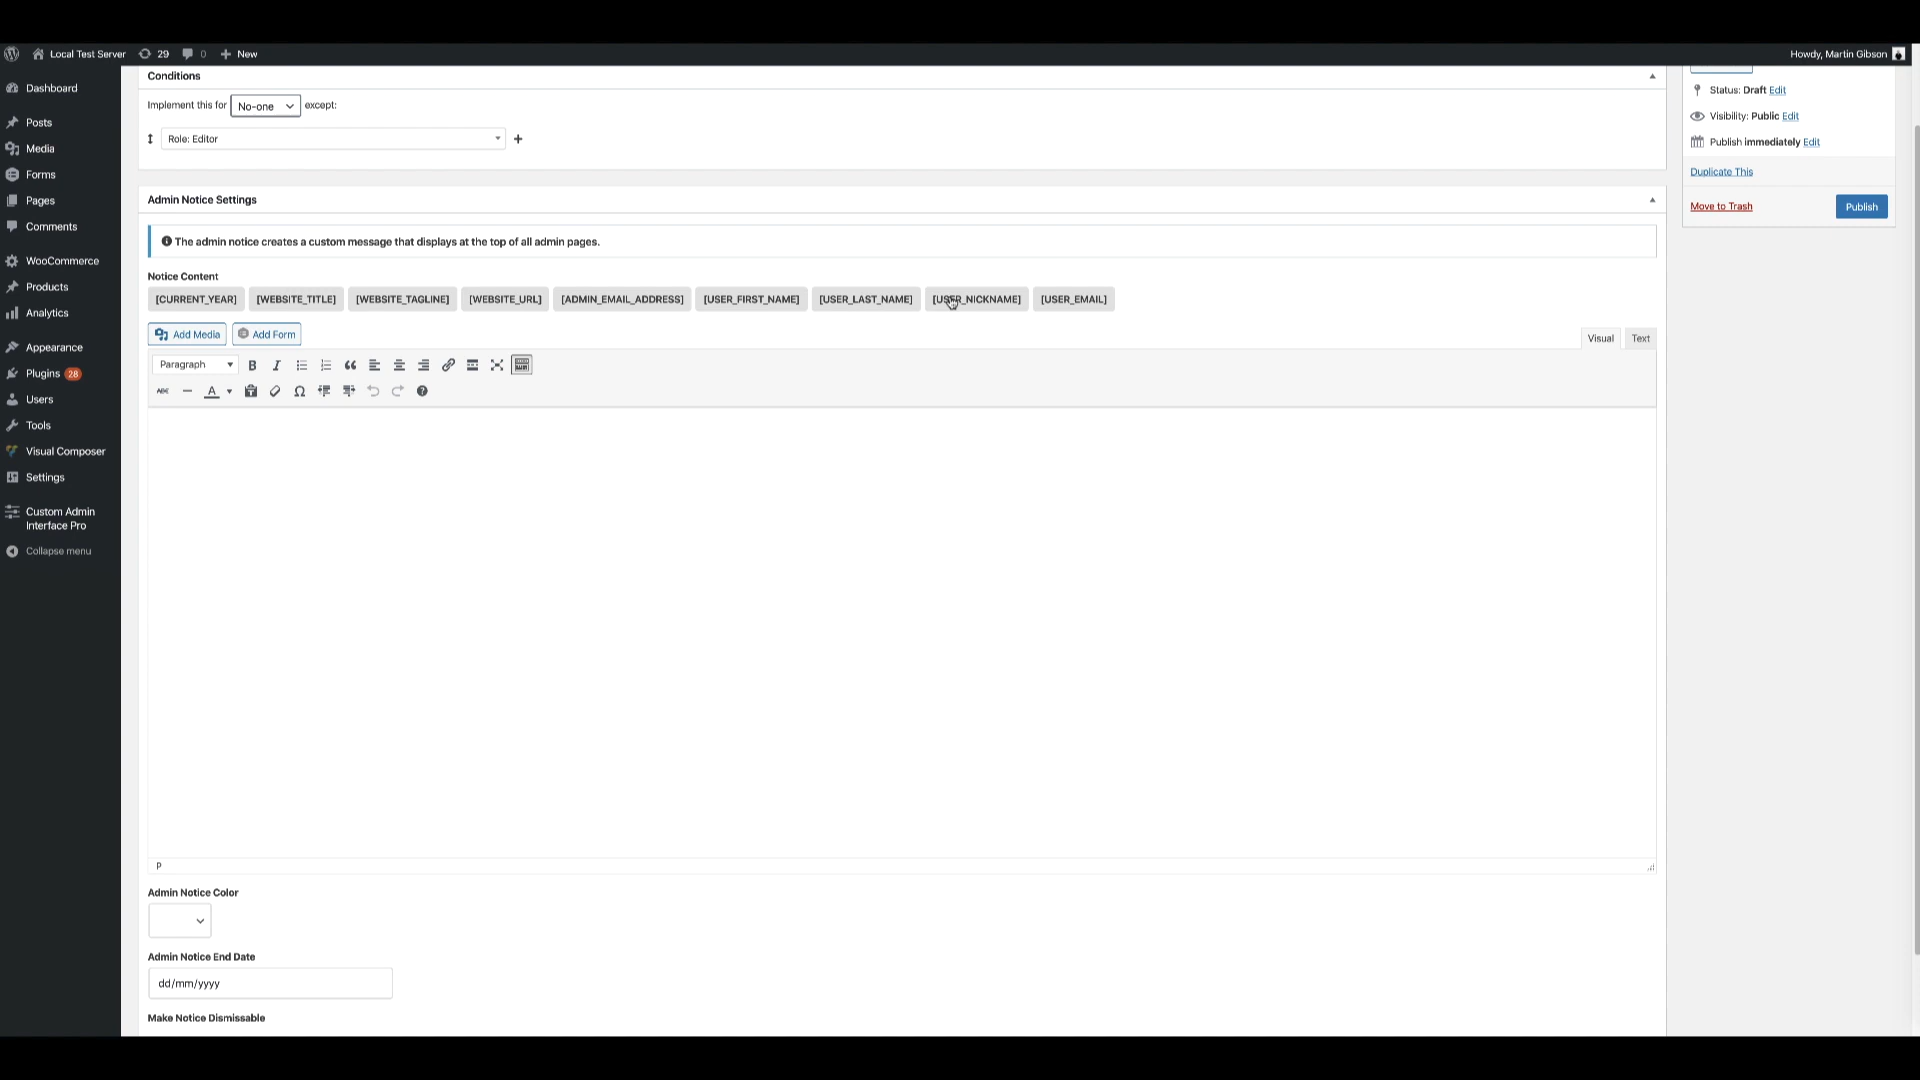 Local Test Server 29 0 New Howdy, Martin Gibson
Dashboard
Posts
Media
Forms
Pages
Comments
WooCommerce
Products
Analytics
Appearance
Plugins 28
Users
Tools
Visual Composer
Settings
Custom Admin
Interface Pro
Collapse menu
Conditions
Implement this for No-one except:
Role: Editor
Admin Notice Settings
The admin notice creates a custom message that displays at the top of all admin pages.
Notice Content
[CURRENT_YEAR] [WEBSITE_TITLE] [WEBSITE_TAGLINE] [WEBSITE_URL] [ADMIN_EMAIL_ADDRESS] [USER_FIRST_NAME] [USER_LAST_NAME] [USER_NICKNAME] [USER_EMAIL]
Add Media Add Form
Visual Text
Paragraph B I
ABC A Ω
P
Admin Notice Color
Admin Notice End Date
dd/mm/yyyy
Make Notice Dismissable
Status: Draft Edit
Visibility: Public Edit
Publish immediately Edit
Duplicate This
Move to Trash Publish